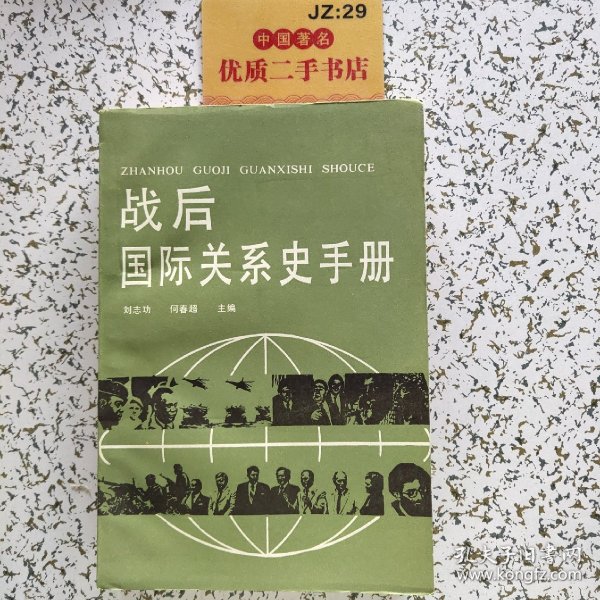 JZ:29
中国著名
优质二手书店
ZHANHOU GUOJI GUANXISHI SHOUCE
战后
国际关系史手册
刘志功 何春超 主编
孔夫子旧书网
www.kongfz.com